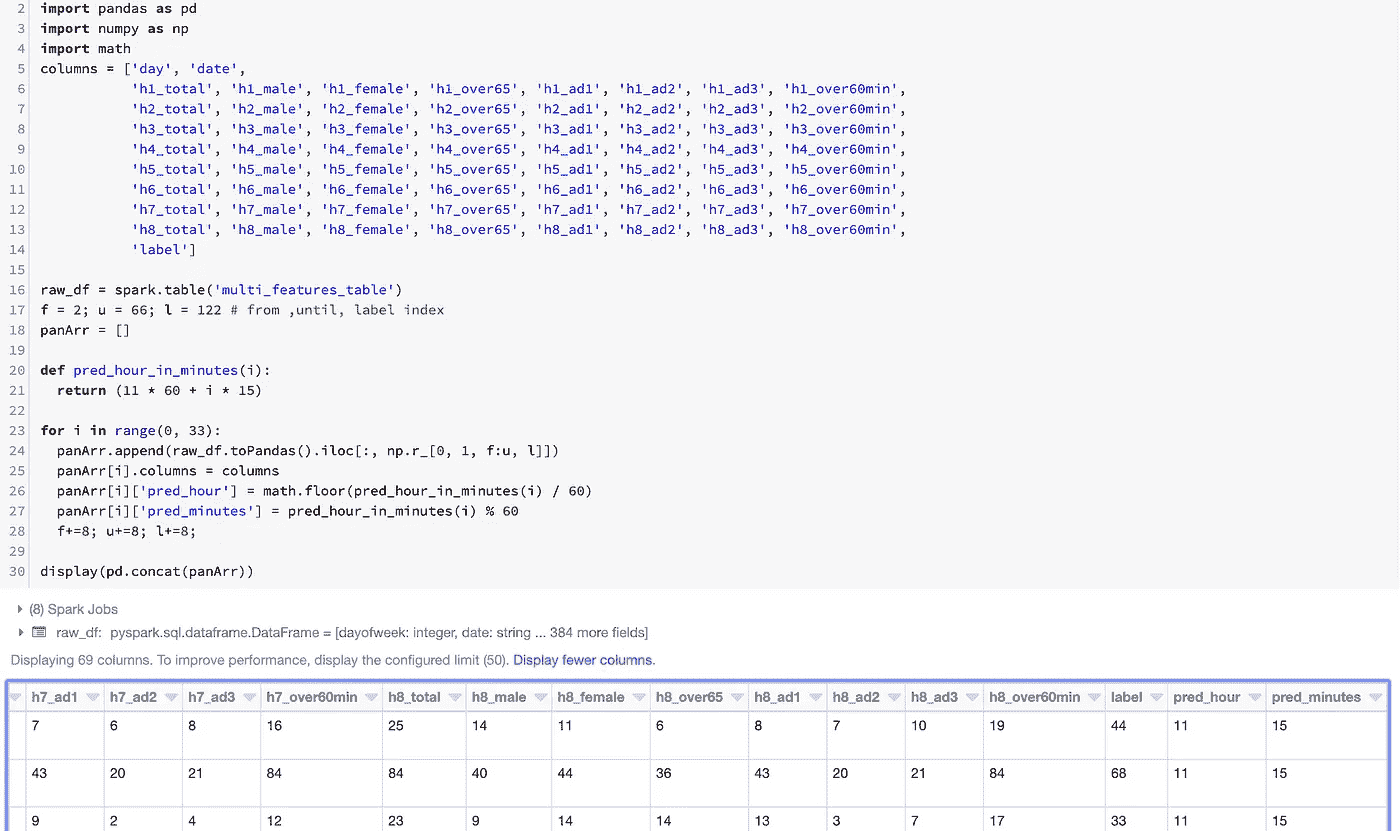 2 import pandas as pd
3 import numpy as np
4 import math
5 columns = ['day', 'date',
6 'h1_total', 'h1_male', 'h1_female', 'h1_over65', 'h1_ad1', 'h1_ad2', 'h1_ad3', 'h1_over60min',
7 'h2_total', 'h2_male', 'h2_female', 'h2_over65', 'h2_ad1', 'h2_ad2', 'h2_ad3', 'h2_over60min',
8 'h3_total', 'h3_male', 'h3_female', 'h3_over65', 'h3_ad1', 'h3_ad2', 'h3_ad3', 'h3_over60min',
9 'h4_total', 'h4_male', 'h4_female', 'h4_over65', 'h4_ad1', 'h4_ad2', 'h4_ad3', 'h4_over60min',
10 'h5_total', 'h5_male', 'h5_female', 'h5_over65', 'h5_ad1', 'h5_ad2', 'h5_ad3', 'h5_over60min',
11 'h6_total', 'h6_male', 'h6_female', 'h6_over65', 'h6_ad1', 'h6_ad2', 'h6_ad3', 'h6_over60min',
12 'h7_total', 'h7_male', 'h7_female', 'h7_over65', 'h7_ad1', 'h7_ad2', 'h7_ad3', 'h7_over60min',
13 'h8_total', 'h8_male', 'h8_female', 'h8_over65', 'h8_ad1', 'h8_ad2', 'h8_ad3', 'h8_over60min',
14 'label']
15
16 raw_df = spark.table('multi_features_table')
17 f = 2; u = 66; l = 122 # from ,until, label index
18 panArr = []
19
20 def pred_hour_in_minutes(i):
21 return (11 * 60 + i * 15)
22
23 for i in range(0, 33):
24 panArr.append(raw_df.toPandas().iloc[:, np.r_[0, 1, f:u, l]])
25 panArr[i].columns = columns
26 panArr[i]['pred_hour'] = math.floor(pred_hour_in_minutes(i) / 60)
27 panArr[i]['pred_minutes'] = pred_hour_in_minutes(i) % 60
28 f+=8; u+=8; l+=8;
29
30 display(pd.concat(panArr))
(8) Spark Jobs
raw_df: pyspark.sql.dataframe.DataFrame = [dayofweek: integer, date: string ... 384 more fields]
Displaying 69 columns. To improve performance, display the configured limit (50). Display fewer columns.
h7_ad1 h7_ad2 h7_ad3 h7_over60min h8_total h8_male h8_female h8_over65 h8_ad1 h8_ad2 h8_ad3 h8_over60min label pred_hour pred_minutes
7 6 8 16 25 14 11 6 8 7 10 19 44 11 15
43 20 21 84 84 40 44 36 43 20 21 84 68 11 15
9 2 4 12 23 9 14 14 13 3 7 17 33 11 15